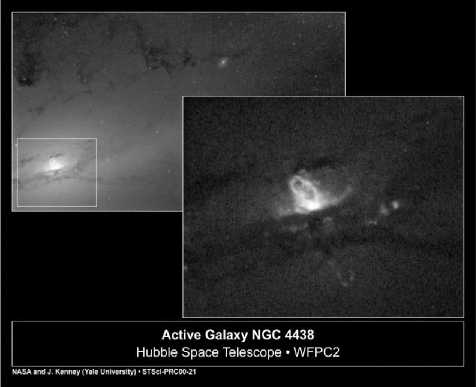 Active Galaxy NGC 4438
Hubble Space Telescope • WFPC2
NASA and J. Kenney (Yale University) • STScI-PRC00-21